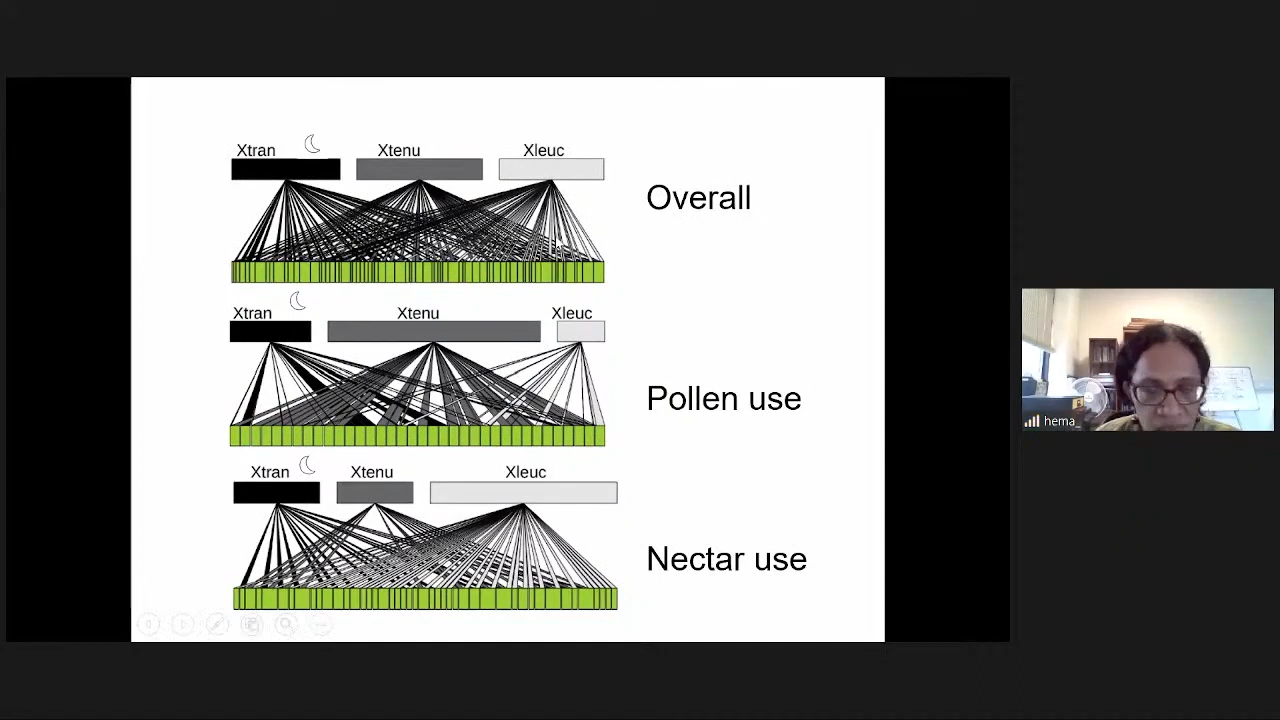 Xtran Xtenu Xleuc
Overall
Xtran Xtenu Xleuc
Pollen use
Xtran Xtenu Xleuc
Nectar use
hema